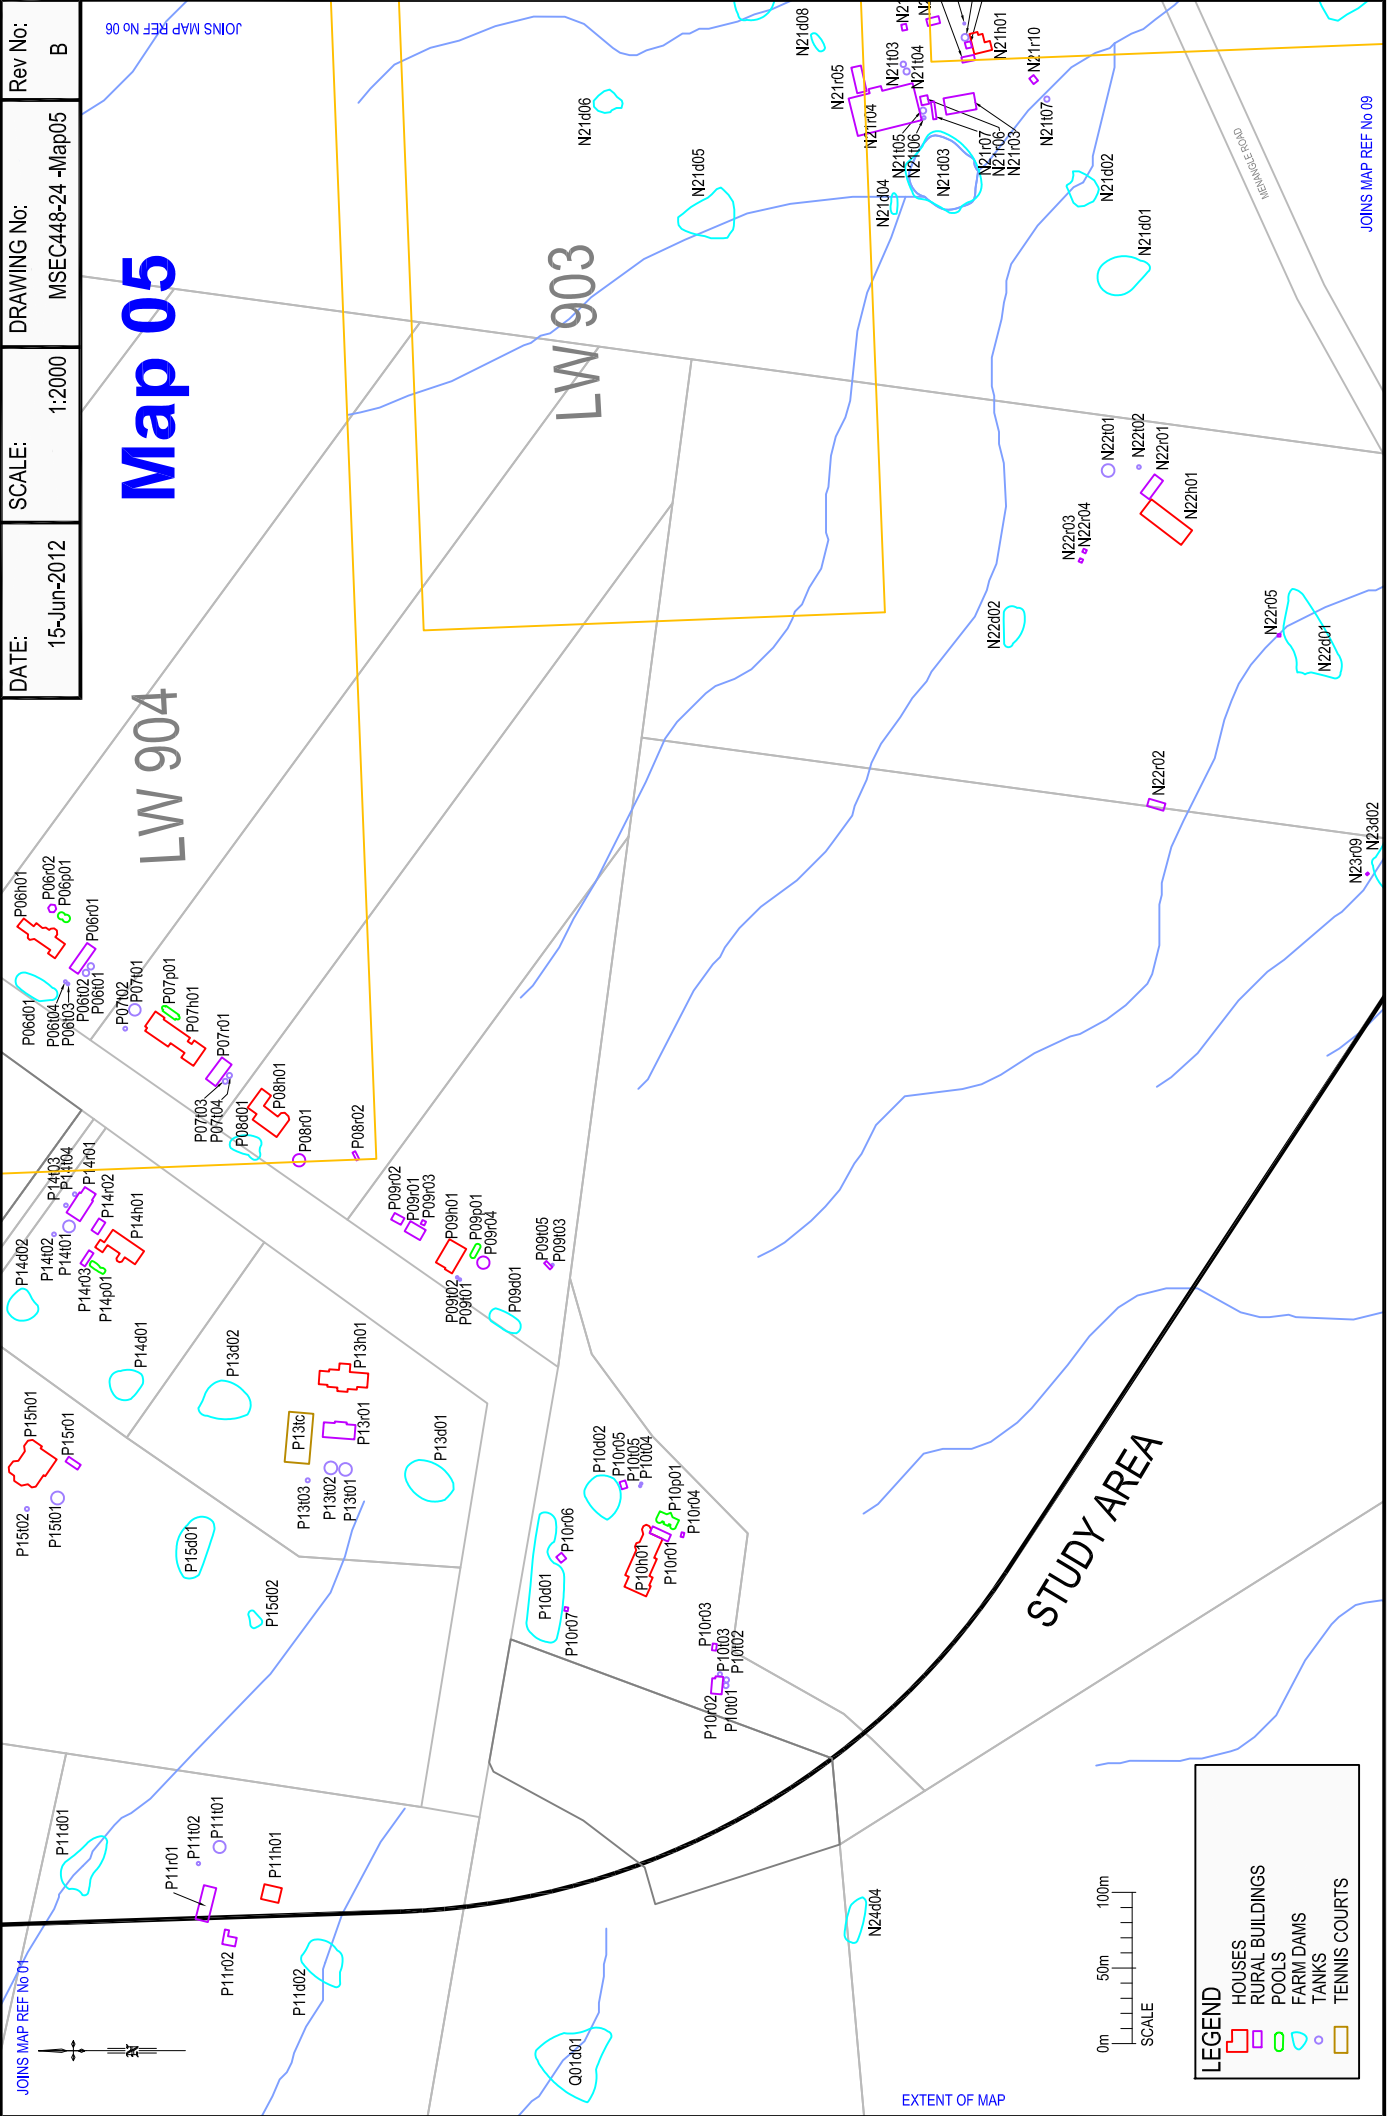 DATE:
15-Jun-2012
SCALE:
1:2000
DRAWING No:
MSEC448-24 -Map05
Rev No:
B
Map 05
JOINS MAP REF No 06
JOINS MAP REF No 01
JOINS MAP REF No 09
EXTENT OF MAP
LW 904
LW 903
STUDY AREA
MENANGLE ROAD
N
P06h01
P06r02
P06p01
P06r01
P06d01
P06t04
P06t03
P06t02
P06t01
P07t02
P07t01
P07p01
P07h01
P07r01
P07t03
P07t04
P08d01
P08h01
P08r01
P08r02
P14t03
P14t04
P14r01
P14r02
P14h01
P14t02
P14t01
P14r03
P14p01
P14d02
P14d01
P09r02
P09r01
P09r03
P09h01
P09p01
P09r04
P09t02
P09t01
P09d01
P09t05
P09t03
P13d02
P13h01
P13tc
P13r01
P13t03
P13t02
P13t01
P13d01
P15h01
P15r01
P15t02
P15t01
P15d01
P15d02
P10d02
P10r05
P10t05
P10t04
P10p01
P10r04
P10r01
P10h01
P10r06
P10d01
P10r07
P10r03
P10t03
P10t02
P10r02
P10t01
P11d01
P11r01
P11t02
P11t01
P11h01
P11r02
P11d02
Q01d01
N24d04
N21d08
N21d06
N21d05
N21r05
N21r04
N21t03
N21t04
N21h01
N21r10
N21t07
N21t05
N21t06
N21d03
N21d04
N21r07
N21r06
N21r03
N21d02
N21d01
N22t01
N22t02
N22r01
N22h01
N22r03
N22r04
N22d02
N22r05
N22d01
N22r02
N23r09
N23d02
0m
50m
100m
SCALE
LEGEND
HOUSES
RURAL BUILDINGS
POOLS
FARM DAMS
TANKS
TENNIS COURTS